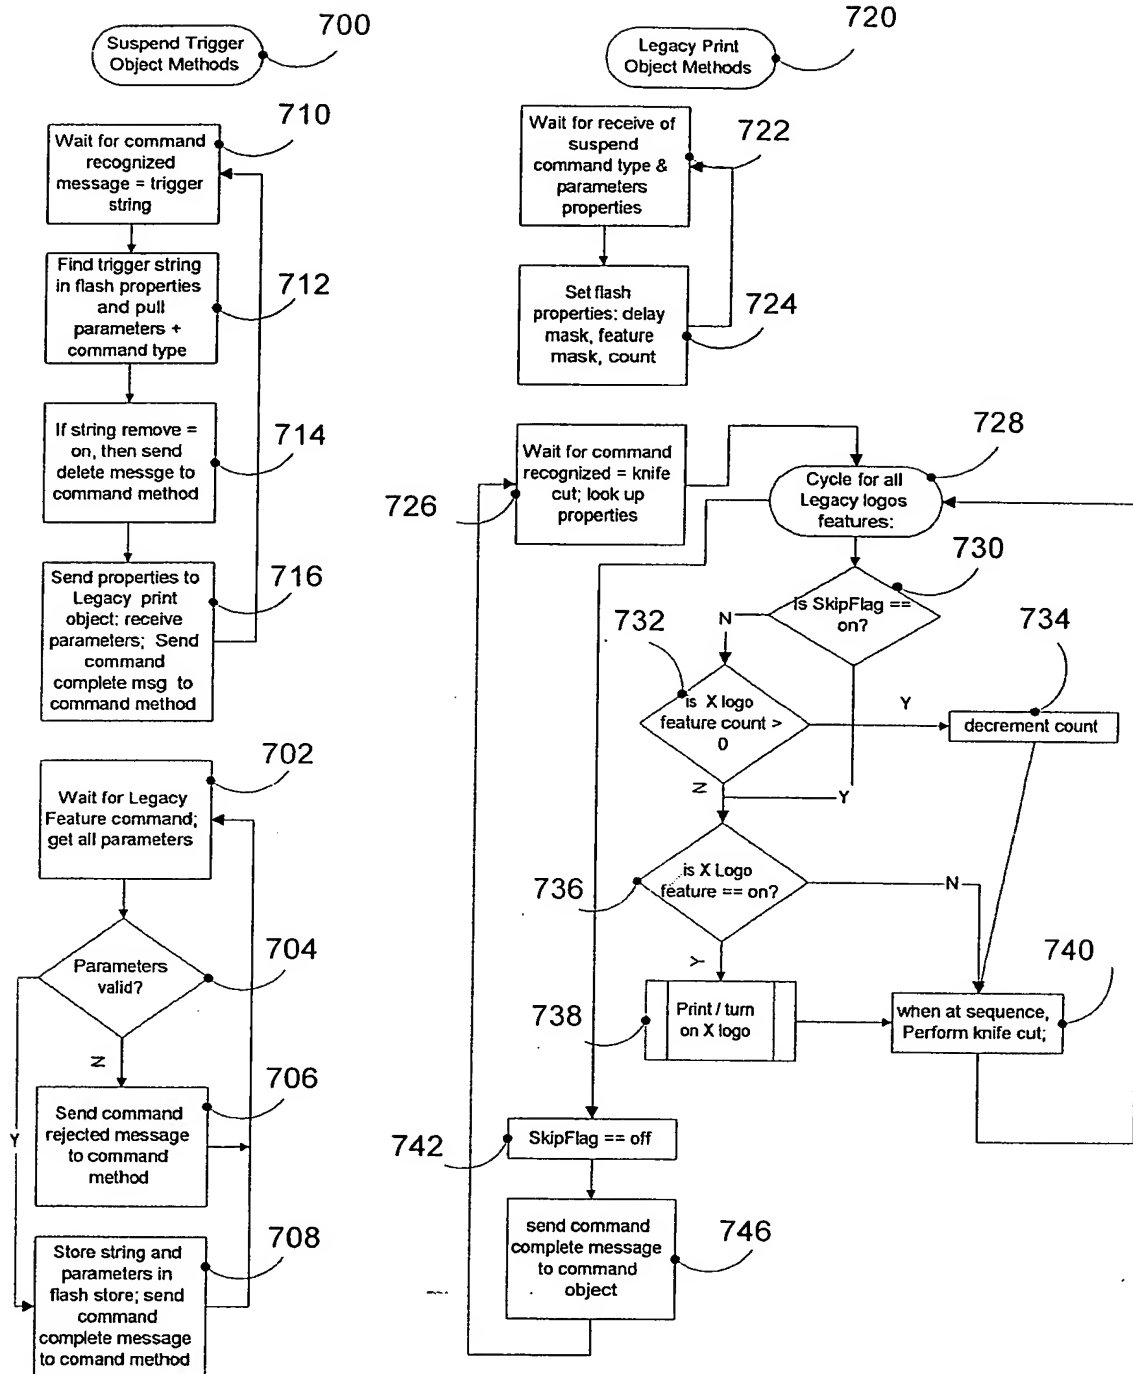 Suspend Trigger
Object Methods
700
710
Wait for command
recognized
message = trigger
string
Find trigger string
in flash properties
and pull
parameters +
command type
712
If string remove =
on, then send
delete messge to
command method
714
Send properties to
Legacy print
object: receive
parameters; Send
command
complete msg to
command method
716
702
Wait for Legacy
Feature command;
get all parameters
Parameters
valid?
704
N
Y
706
Send command
rejected message
to command
method
708
Store string and
parameters in
flash store; send
command
complete message
to comand method
Legacy Print
Object Methods
720
Wait for receive of
suspend
command type &
parameters
properties
722
Set flash
properties: delay
mask, feature
mask, count
724
Wait for command
recognized = knife
cut; look up
properties
726
728
Cycle for all
Legacy logos
features:
730
is SkipFlag ==
on?
N
732
is X logo
feature count >
0
Y
734
decrement count
N
Y
is X Logo
feature == on?
736
N
Y
Print / turn
on X logo
738
740
when at sequence,
Perform knife cut;
SkipFlag == off
742
send command
complete message
to command
object
746